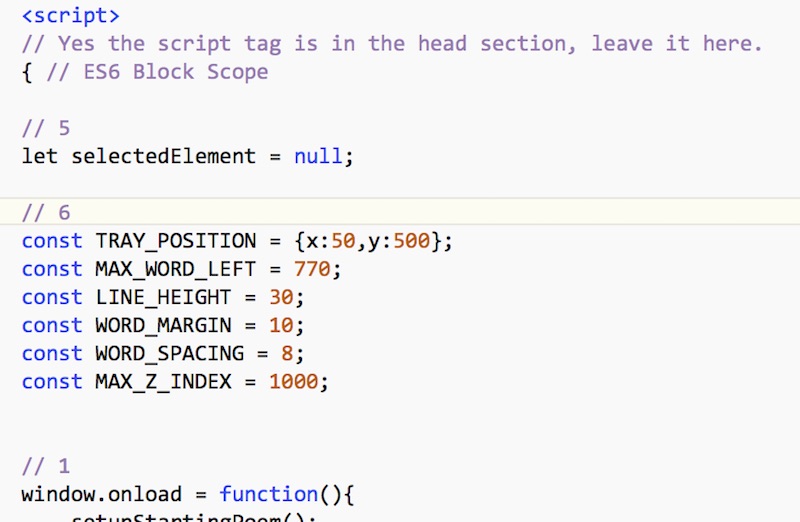 <script>
// Yes the script tag is in the head section, leave it here.
{ // ES6 Block Scope
// 5
let selectedElement = null;
// 6
const TRAY_POSITION = {x:50,y:500};
const MAX_WORD_LEFT = 770;
const LINE_HEIGHT = 30;
const WORD_MARGIN = 10;
const WORD_SPACING = 8;
const MAX_Z_INDEX = 1000;
// 1
window.onload = function(){
setupStartingPoem();